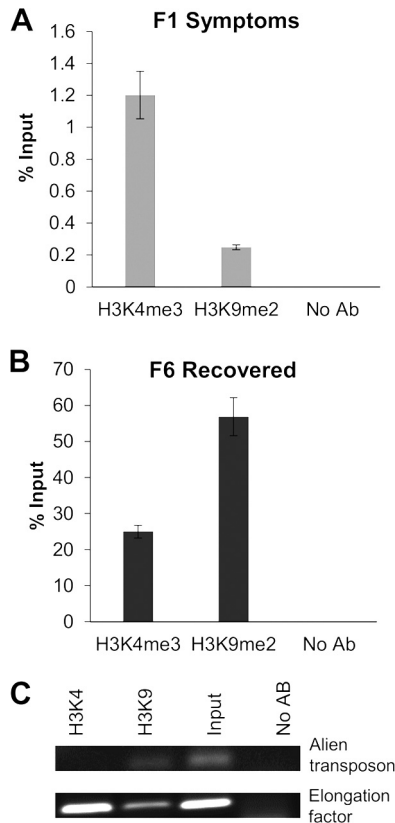 A
F1 Symptoms
1.6
1.4
1.2
1
0.8
0.6
0.4
0.2
0
% Input
H3K4me3 H3K9me2 No Ab
B
F6 Recovered
70
60
50
40
30
20
10
0
% Input
H3K4me3 H3K9me2 No Ab
C
H3K4 H3K9 Input No AB
Alien
transposon
Elongation
factor